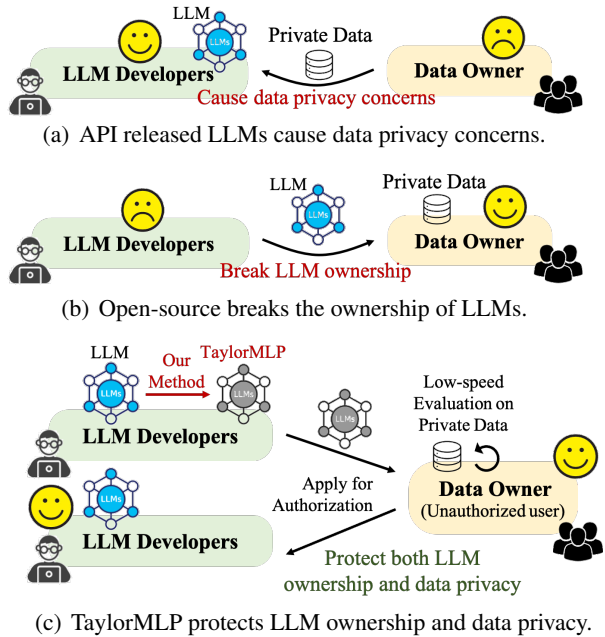 LLM
Private Data
LLMs
LLM Developers
Data Owner
Cause data privacy concerns
(a) API released LLMs cause data privacy concerns.
LLM
Private Data
LLMs
LLM Developers
Data Owner
Break LLM ownership
(b) Open-source breaks the ownership of LLMs.
LLM
Our
Method
TaylorMLP
LLMs
LLMs
LLMs
LLM Developers
Low-speed
Evaluation on
Private Data
Apply for
Authorization
Data Owner
(Unauthorized user)
LLMs
LLM Developers
Protect both LLM
ownership and data privacy
(c) TaylorMLP protects LLM ownership and data privacy.